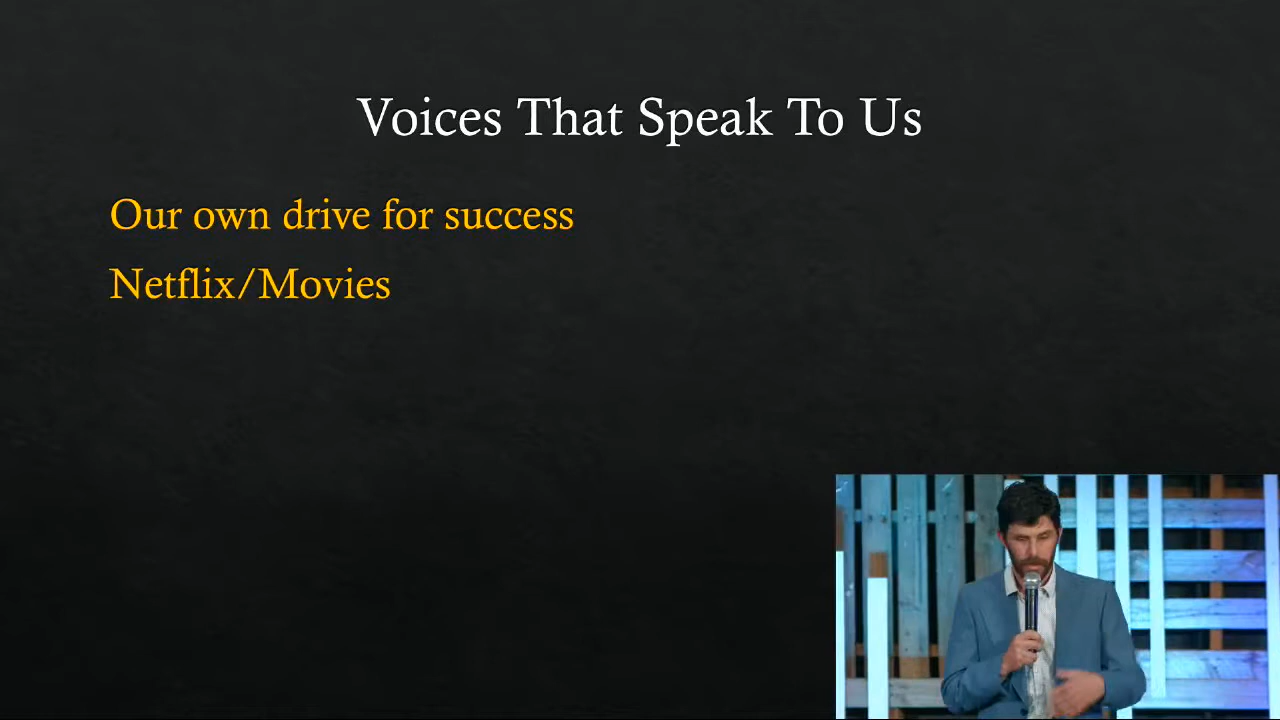 Voices That Speak To Us
Our own drive for success
Netflix/Movies